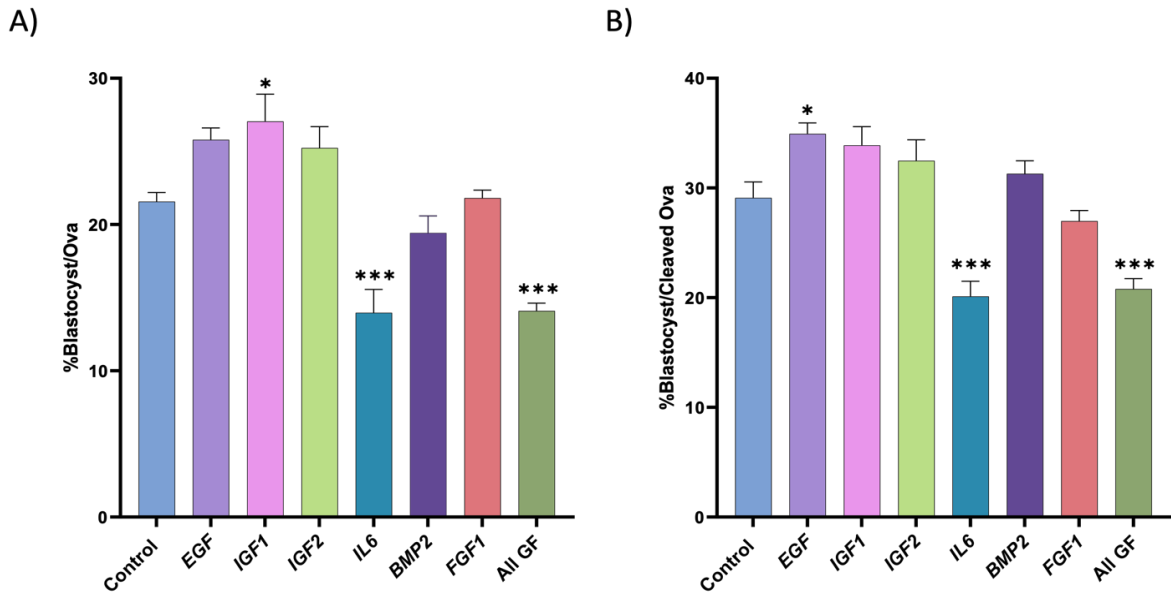 A)
%Blastocyst/Ova
30
20
10
0
*
***
***
Control
EGF
IGF1
IGF2
IL6
BMP2
FGF1
All GF
B)
%Blastocyst/Cleaved Ova
40
30
20
10
0
*
***
***
Control
EGF
IGF1
IGF2
IL6
BMP2
FGF1
All GF